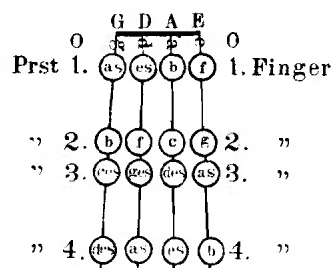 G D A E
0 0
Prst 1. as es b f 1. Finger
" 2. b f c g 2. "
" 3. ces ges des as 3. "
" 4. des as es b 4. "